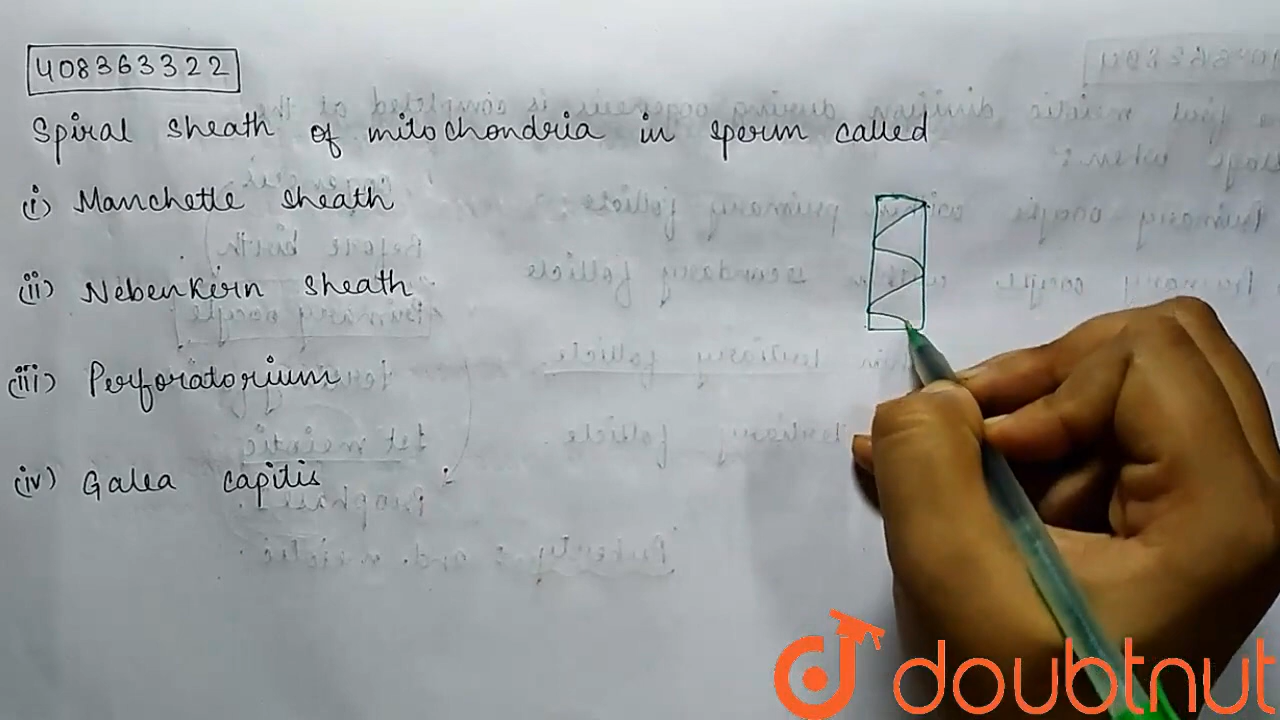 408363322
Spiral sheath of mitochondria in sperm called
(i) Manchette sheath
(ii) Nebenkern sheath
(iii) Perforatorium
(iv) Galea capitis
doubtnut